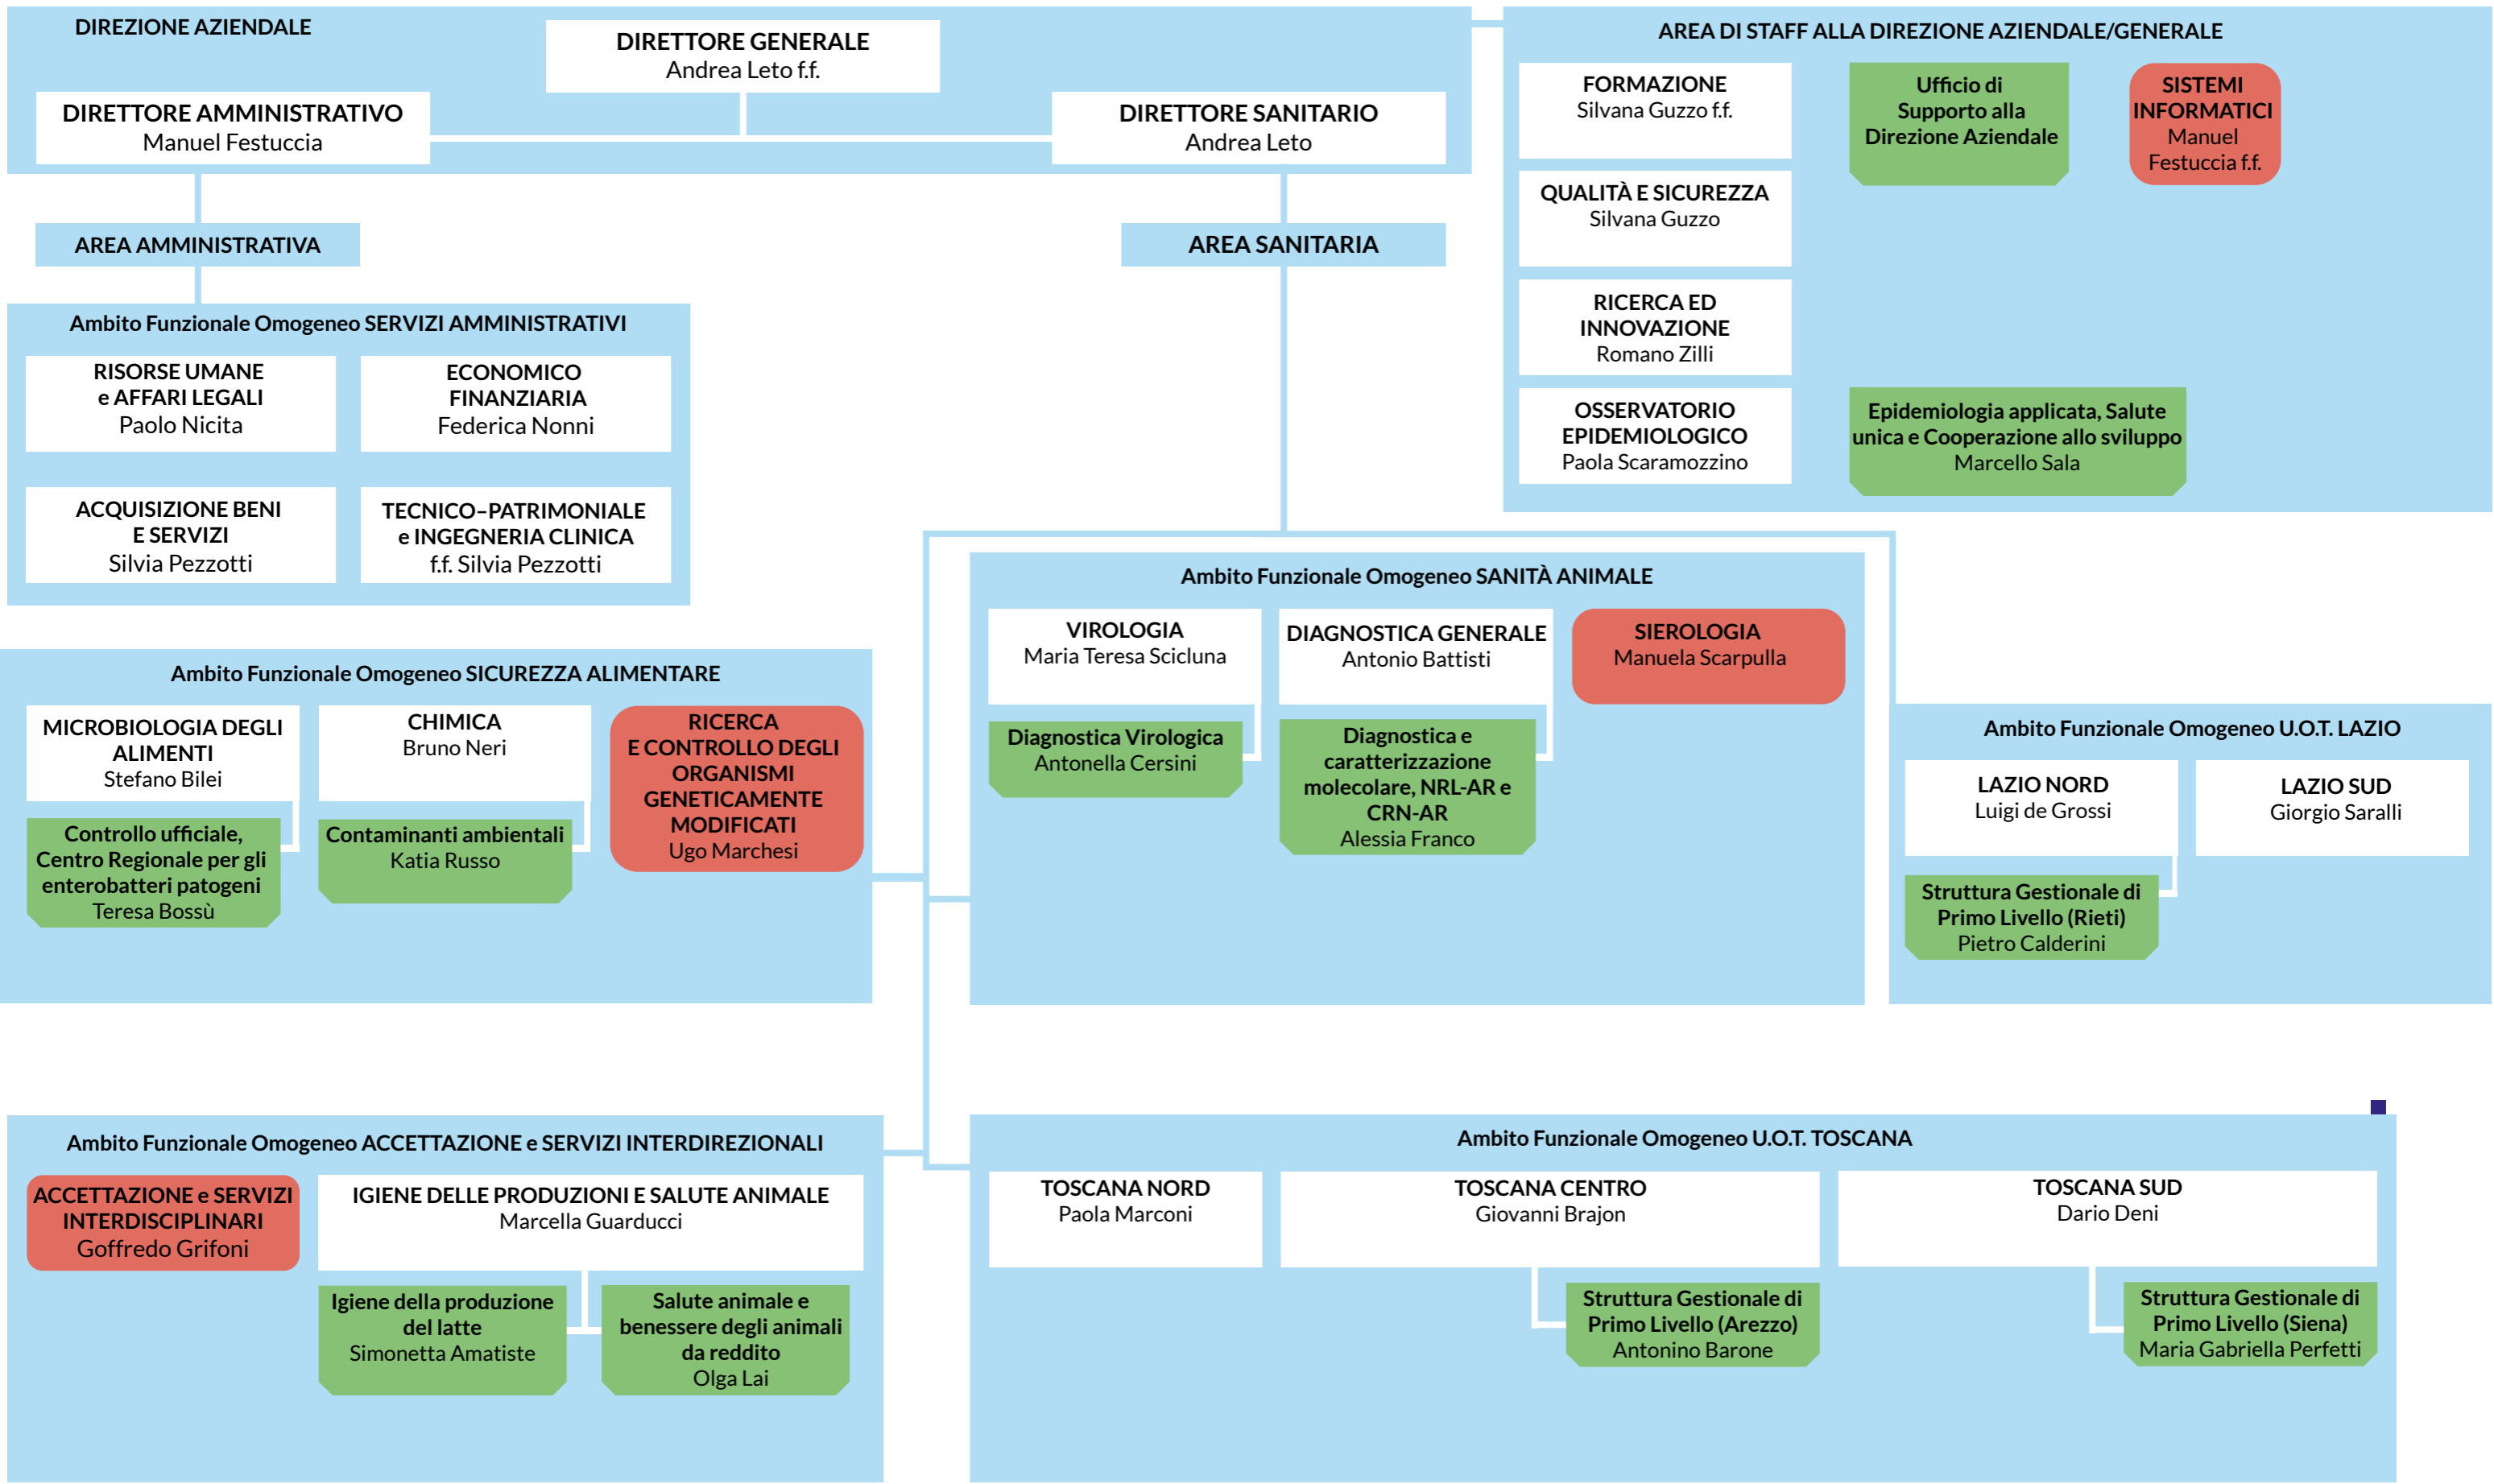 DIREZIONE AZIENDALE
DIRETTORE GENERALE
Andrea Leto f.f.
DIRETTORE AMMINISTRATIVO
Manuel Festuccia
DIRETTORE SANITARIO
Andrea Leto
AREA DI STAFF ALLA DIREZIONE AZIENDALE/GENERALE
FORMAZIONE
Silvana Guzzo f.f.
Ufficio di
Supporto alla
Direzione Aziendale
SISTEMI
INFORMATICI
Manuel
Festuccia f.f.
QUALITÀ E SICUREZZA
Silvana Guzzo
RICERCA ED
INNOVAZIONE
Romano Zilli
OSSERVATORIO
EPIDEMIOLOGICO
Paola Scaramozzino
Epidemiologia applicata, Salute
unica e Cooperazione allo sviluppo
Marcello Sala
AREA AMMINISTRATIVA
AREA SANITARIA
Ambito Funzionale Omogeneo SERVIZI AMMINISTRATIVI
RISORSE UMANE
e AFFARI LEGALI
Paolo Nicita
ECONOMICO
FINANZIARIA
Federica Nonni
ACQUISIZIONE BENI
E SERVIZI
Silvia Pezzotti
TECNICO–PATRIMONIALE
e INGEGNERIA CLINICA
f.f. Silvia Pezzotti
Ambito Funzionale Omogeneo SICUREZZA ALIMENTARE
MICROBIOLOGIA DEGLI
ALIMENTI
Stefano Bilei
Controllo ufficiale,
Centro Regionale per gli
enterobatteri patogeni
Teresa Bossù
CHIMICA
Bruno Neri
Contaminanti ambientali
Katia Russo
RICERCA
E CONTROLLO DEGLI
ORGANISMI
GENETICAMENTE
MODIFICATI
Ugo Marchesi
Ambito Funzionale Omogeneo SANITÀ ANIMALE
VIROLOGIA
Maria Teresa Scicluna
Diagnostica Virologica
Antonella Cersini
DIAGNOSTICA GENERALE
Antonio Battisti
Diagnostica e
caratterizzazione
molecolare, NRL-AR e
CRN-AR
Alessia Franco
SIEROLOGIA
Manuela Scarpulla
Ambito Funzionale Omogeneo U.O.T. LAZIO
LAZIO NORD
Luigi de Grossi
LAZIO SUD
Giorgio Saralli
Struttura Gestionale di
Primo Livello (Rieti)
Pietro Calderini
Ambito Funzionale Omogeneo ACCETTAZIONE e SERVIZI INTERDIREZIONALI
ACCETTAZIONE e SERVIZI
INTERDISCIPLINARI
Goffredo Grifoni
IGIENE DELLE PRODUZIONI E SALUTE ANIMALE
Marcella Guarducci
Igiene della produzione
del latte
Simonetta Amatiste
Salute animale e
benessere degli animali
da reddito
Olga Lai
Ambito Funzionale Omogeneo U.O.T. TOSCANA
TOSCANA NORD
Paola Marconi
TOSCANA CENTRO
Giovanni Brajon
Struttura Gestionale di
Primo Livello (Arezzo)
Antonino Barone
TOSCANA SUD
Dario Deni
Struttura Gestionale di
Primo Livello (Siena)
Maria Gabriella Perfetti